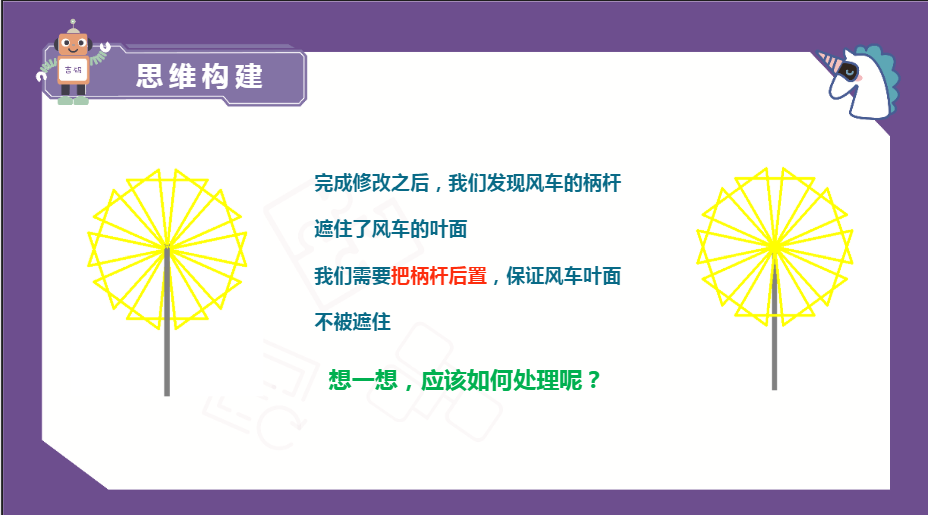 思维构建
完成修改之后，我们发现风车的柄杆
遮住了风车的叶面
我们需要把柄杆后置，保证风车叶面
不被遮住
想一想，应该如何处理呢？